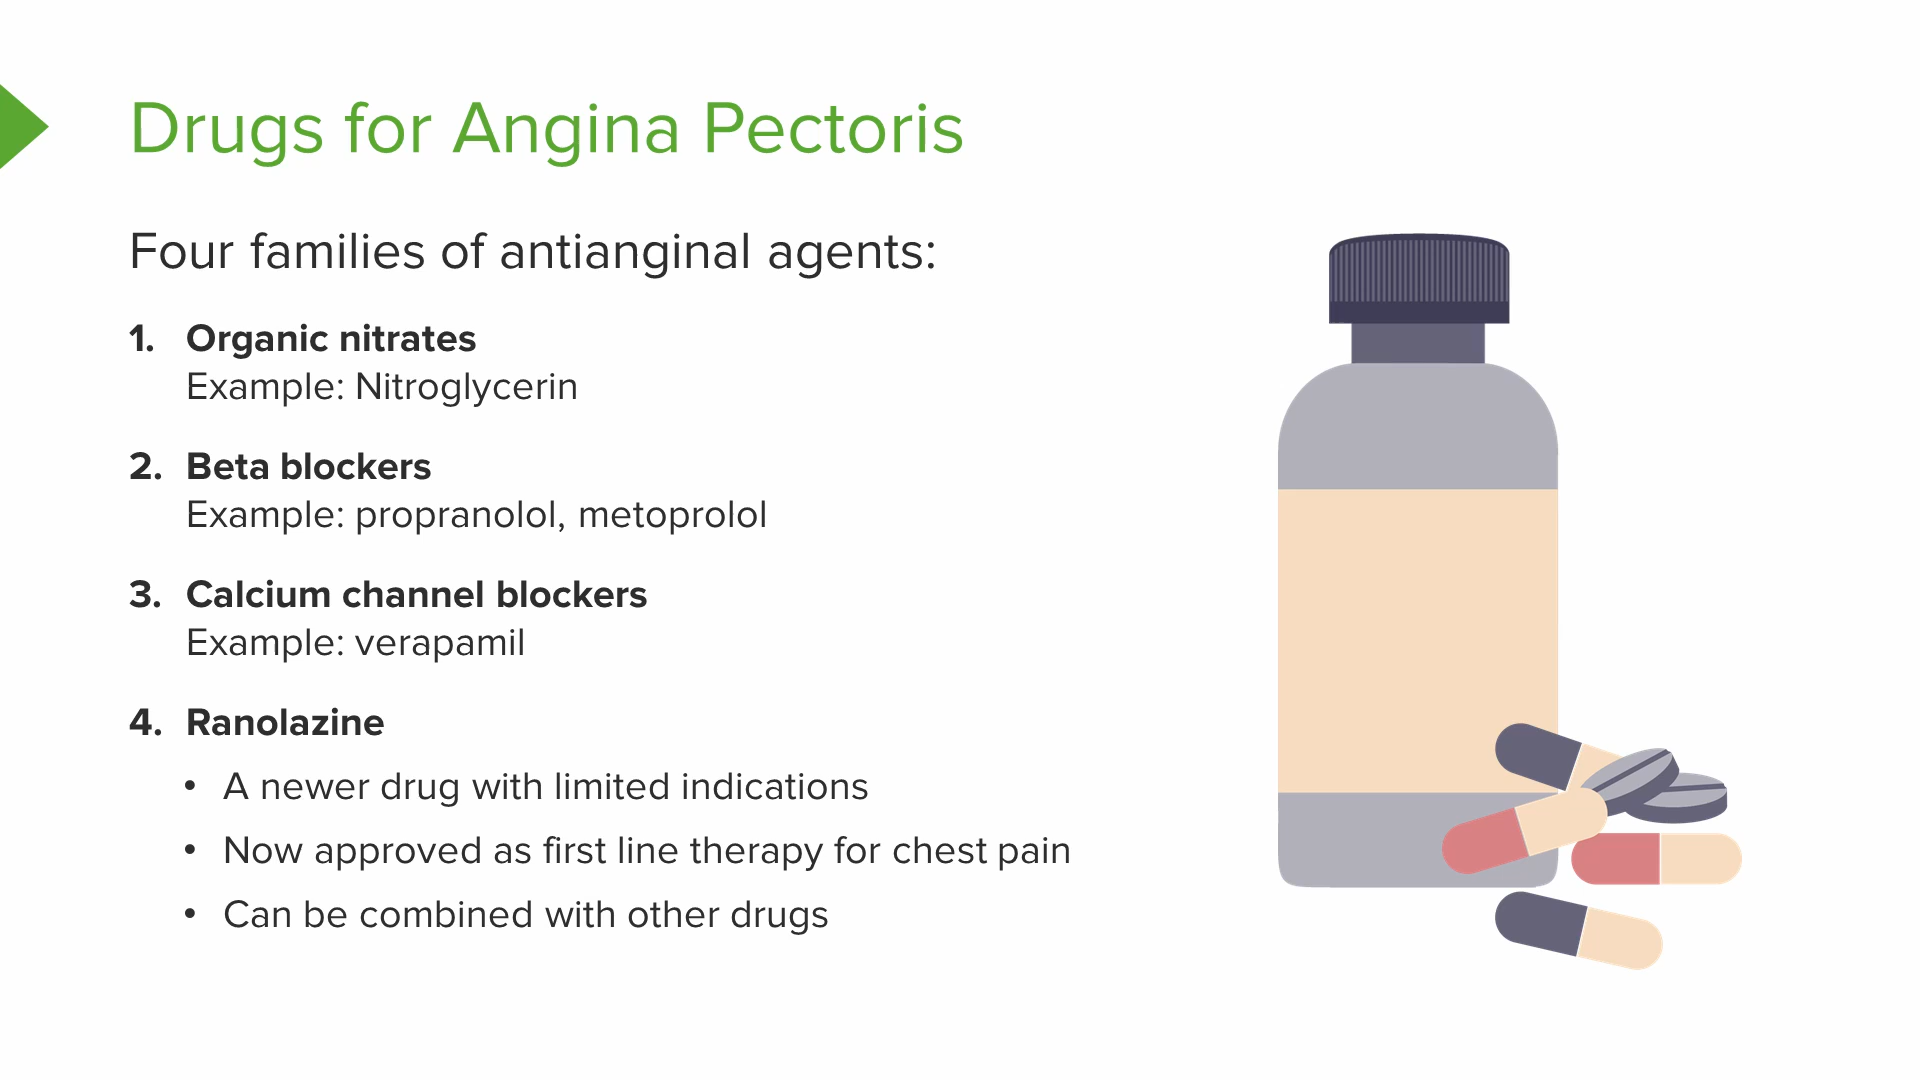 Drugs for Angina Pectoris
Four families of antianginal agents:
1. Organic nitrates
Example: Nitroglycerin
2. Beta blockers
Example: propranolol, metoprolol
3. Calcium channel blockers
Example: verapamil
4. Ranolazine
• A newer drug with limited indications
• Now approved as first line therapy for chest pain
• Can be combined with other drugs